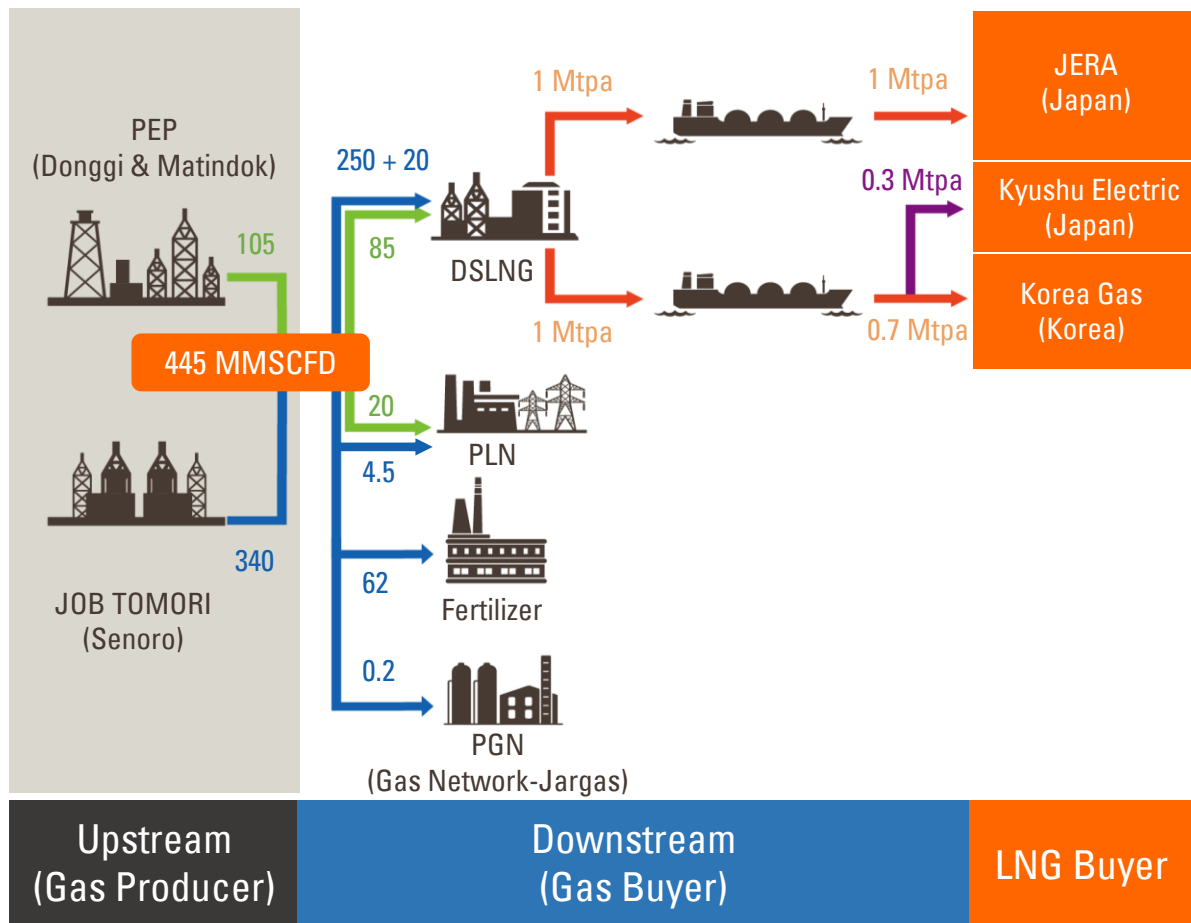 PEP
(Donggi & Matindok)
105
445 MMSCFD
340
JOB TOMORI
(Senoro)
250 + 20
85
DSLNG
20
PLN
4.5
62
Fertilizer
0.2
PGN
(Gas Network-Jargas)
1 Mtpa
1 Mtpa
1 Mtpa
0.3 Mtpa
0.7 Mtpa
JERA
(Japan)
Kyushu Electric
(Japan)
Korea Gas
(Korea)
Upstream
(Gas Producer)
Downstream
(Gas Buyer)
LNG Buyer